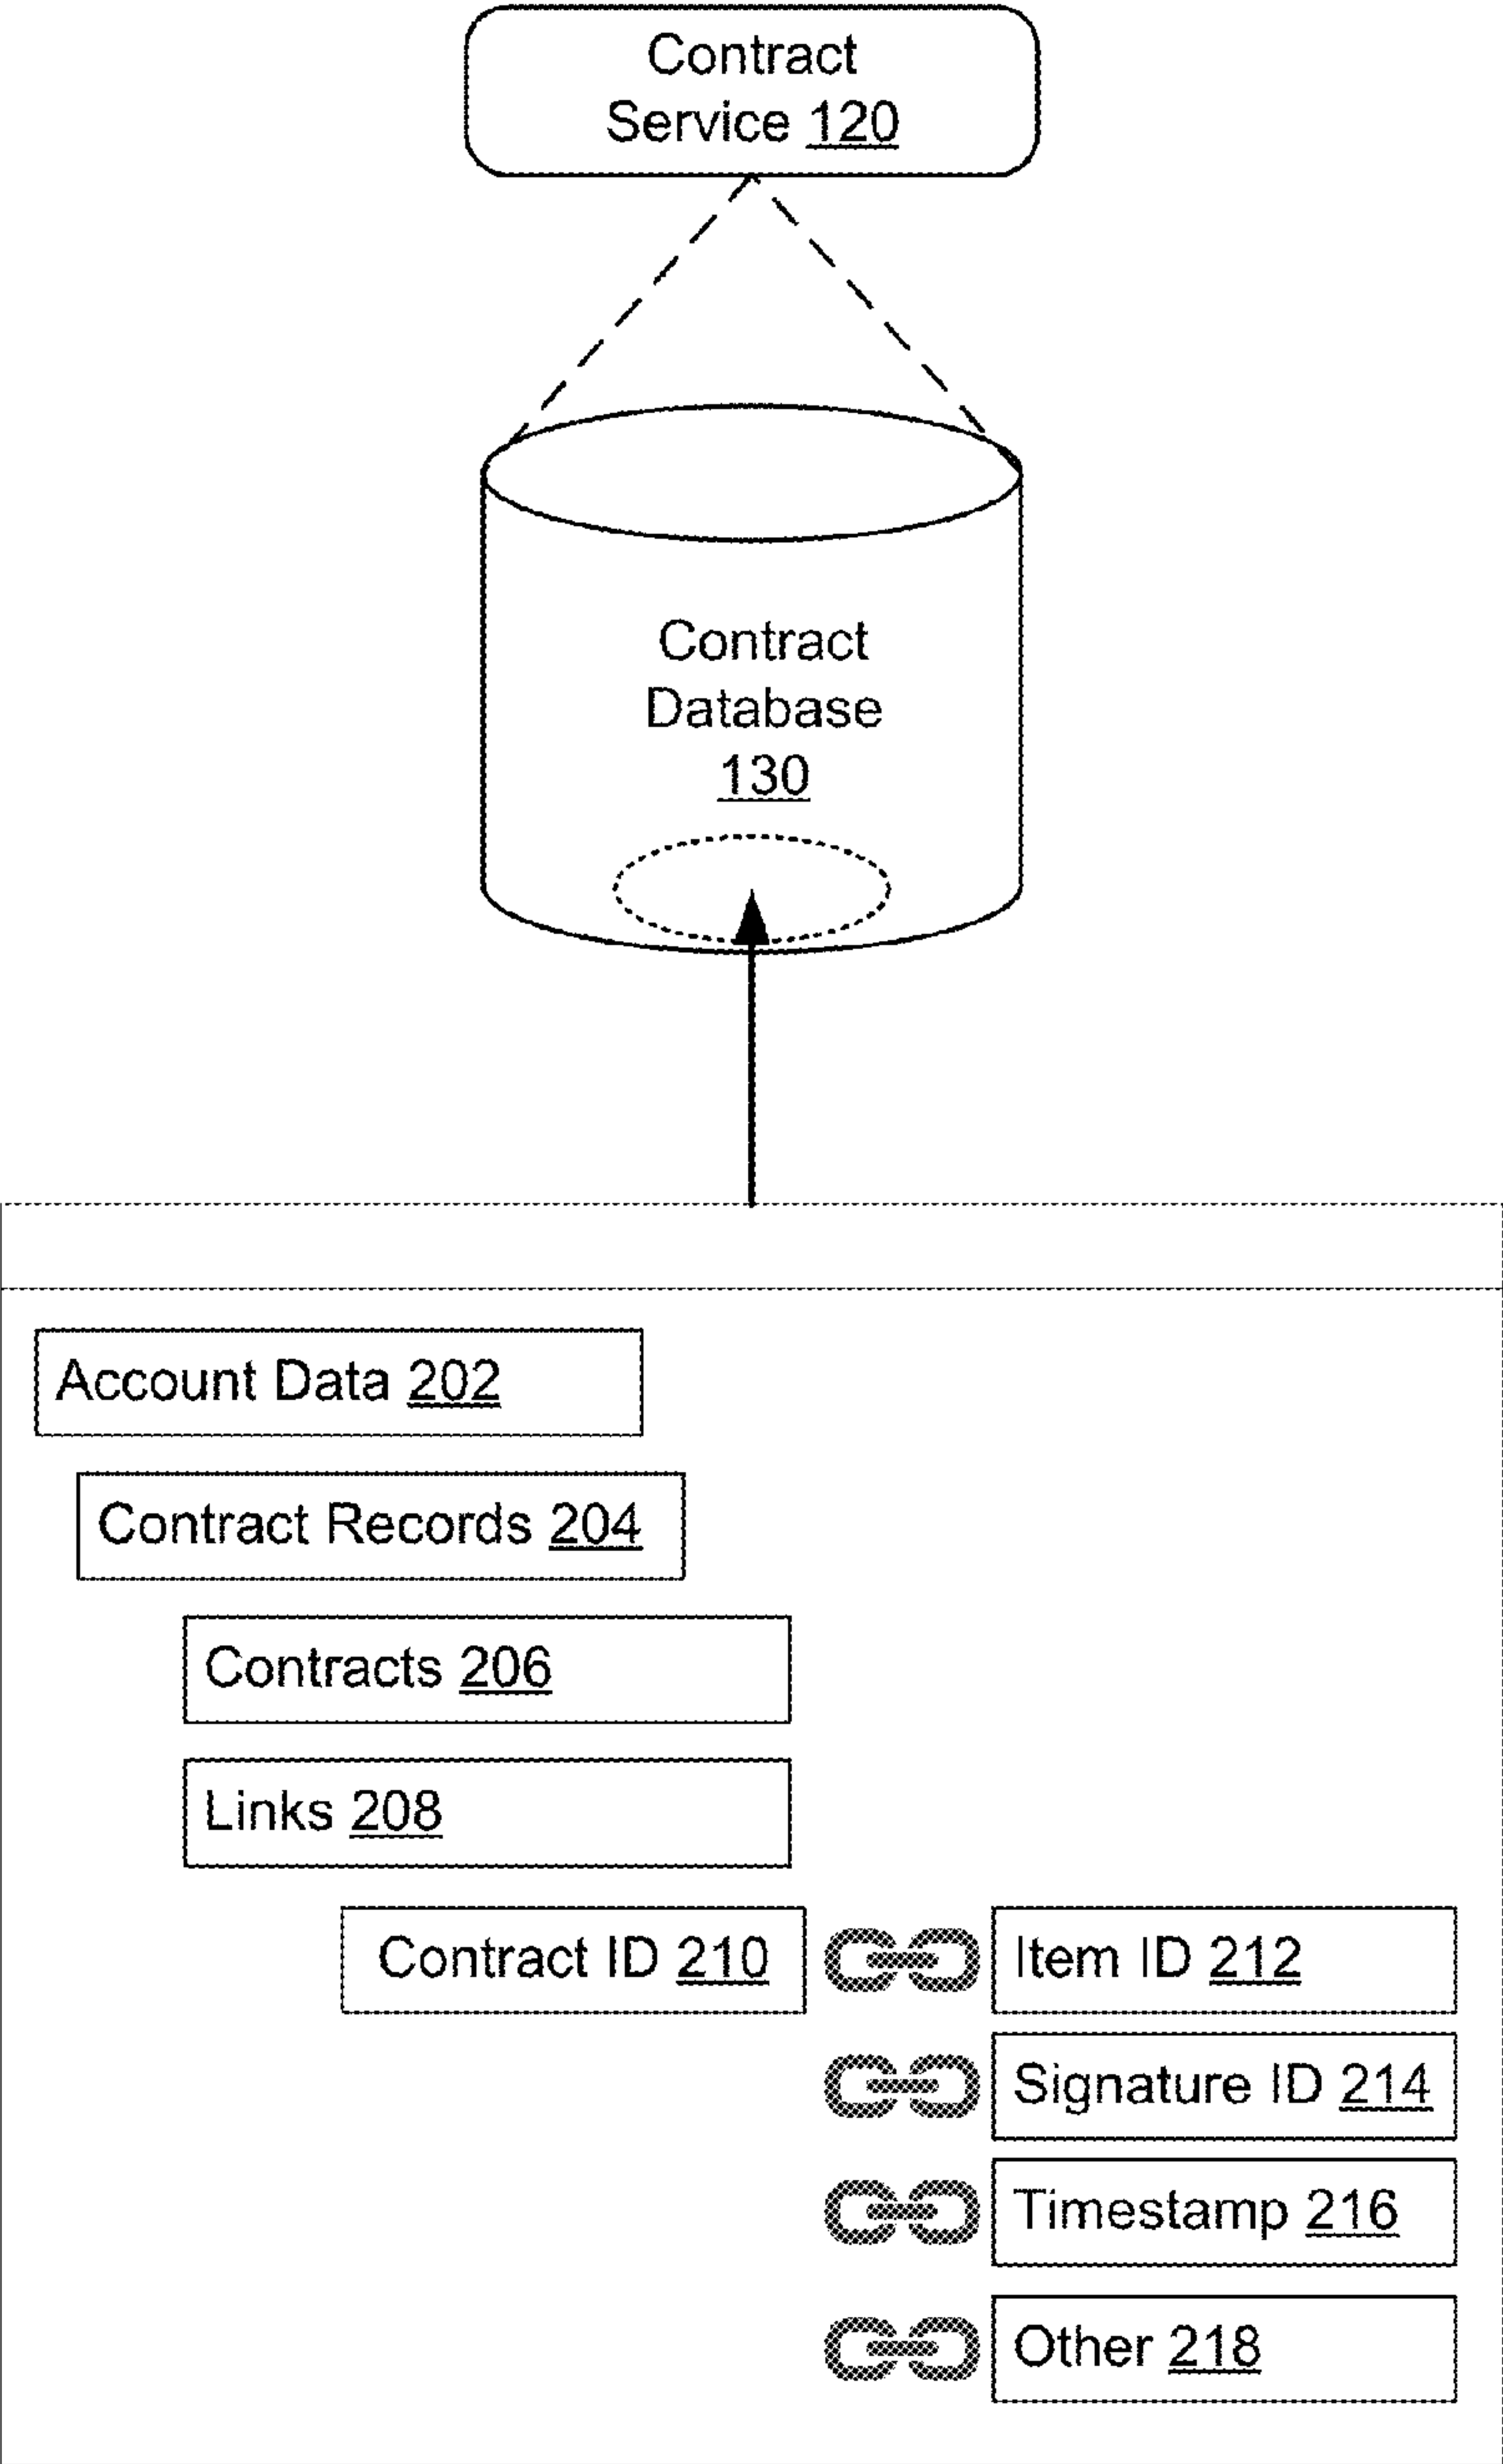 Contract
Service 120
Contract
Database
130
Account Data 202
Contract Records 204
Contracts 206
Links 208
Contract ID 210
Item ID 212
Signature ID 214
Timestamp 216
Other 218